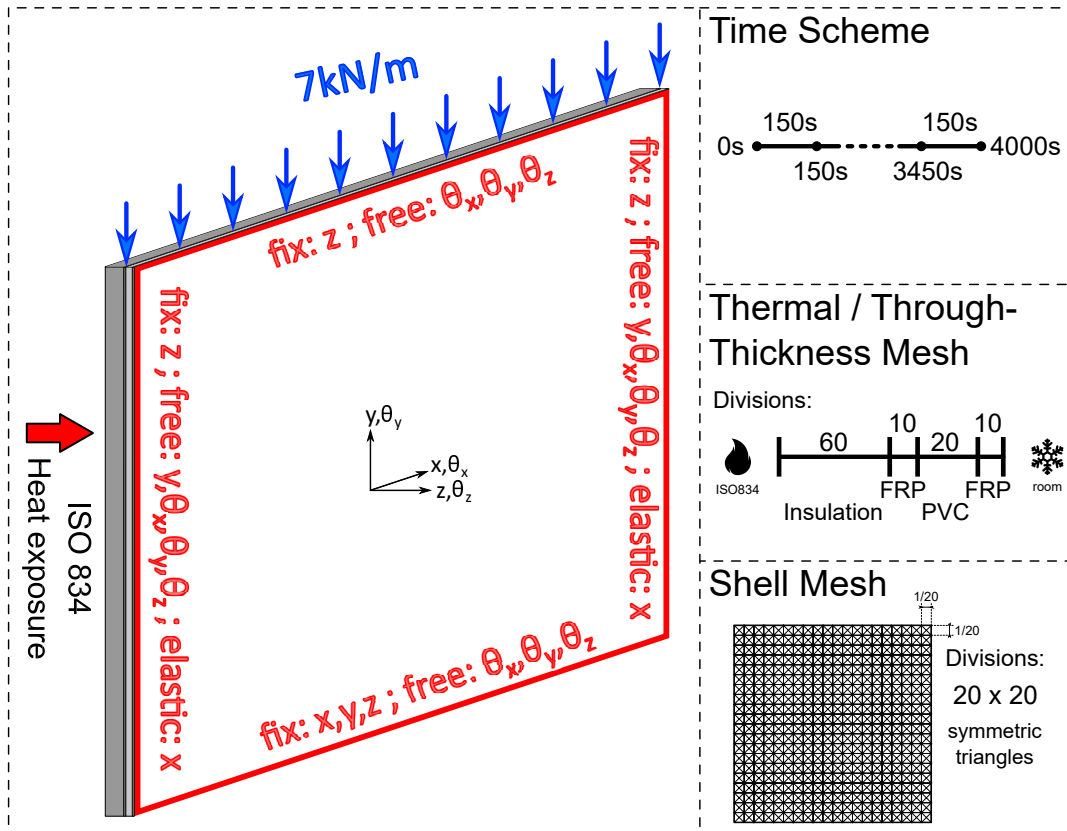 7kN/m
fix: z ; free: θx,θy,θz
fix: z ; free: y,θx,θy,θz ; elastic: x
fix: z ; free: y,θx,θy,θz ; elastic: x
fix: x,y,z ; free: θx,θy,θz
y,θy
x,θx
z,θz
ISO 834
Heat exposure
Time Scheme
150s 150s
0s 4000s
150s 3450s
Thermal / Through-
Thickness Mesh
Divisions:
10 10
60 20
ISO834 FRP FRP room
Insulation PVC
Shell Mesh
1/20
1/20
Divisions:
20 x 20
symmetric
triangles